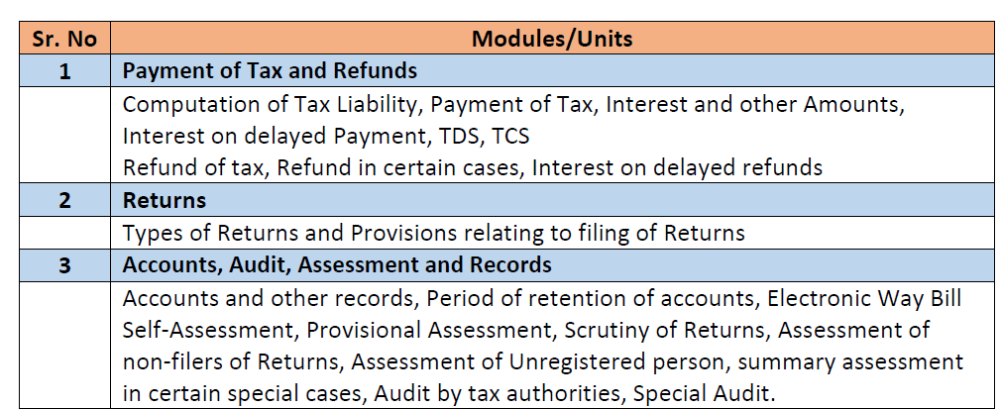 Sr. No Modules/Units
1 Payment of Tax and Refunds
Computation of Tax Liability, Payment of Tax, Interest and other Amounts,
Interest on delayed Payment, TDS, TCS
Refund of tax, Refund in certain cases, Interest on delayed refunds
2 Returns
Types of Returns and Provisions relating to filing of Returns
3 Accounts, Audit, Assessment and Records
Accounts and other records, Period of retention of accounts, Electronic Way Bill
Self-Assessment, Provisional Assessment, Scrutiny of Returns, Assessment of
non-filers of Returns, Assessment of Unregistered person, summary assessment
in certain special cases, Audit by tax authorities, Special Audit.